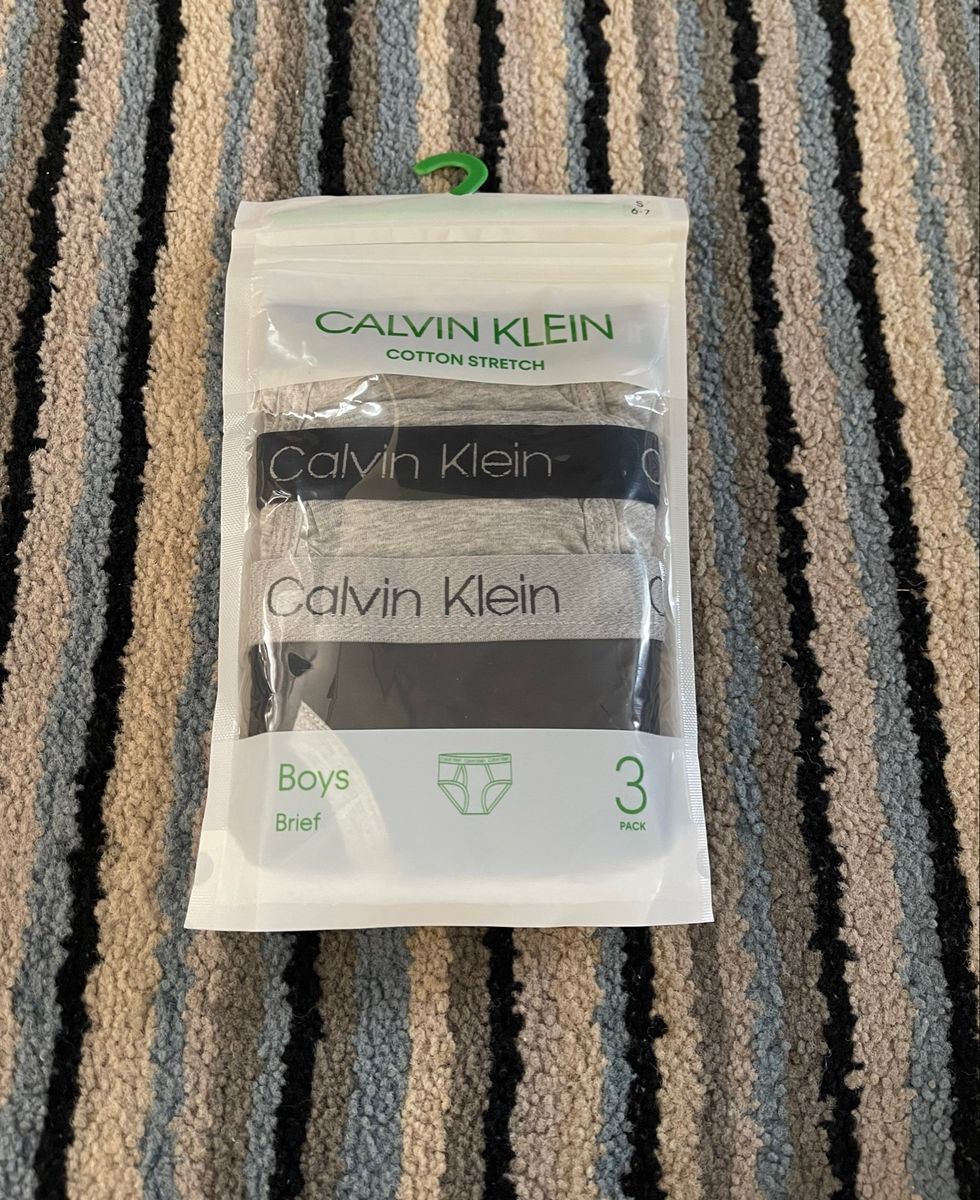 S
6-7
CALVIN KLEIN
COTTON STRETCH
Calvin Klein C
Calvin Klein C
Boys
Brief
3
PACK